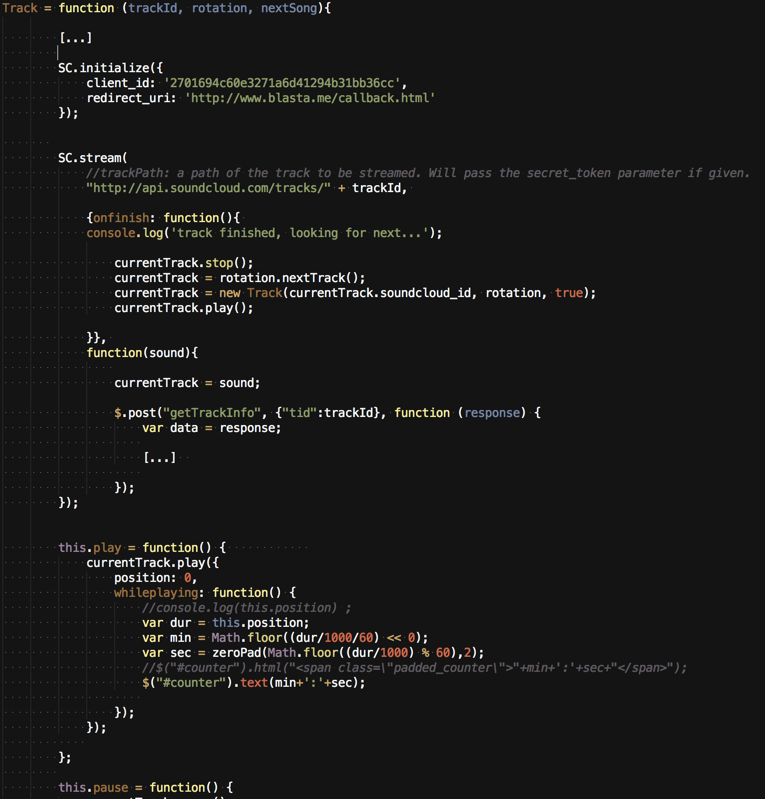 Track = function (trackId, rotation, nextSong){
[...]
SC.initialize({
client_id: '2701694c60e3271a6d41294b31bb36cc',
redirect_uri: 'http://www.blasta.me/callback.html'
});
SC.stream(
//trackPath: a path of the track to be streamed. Will pass the secret_token parameter if given.
"http://api.soundcloud.com/tracks/" + trackId,
{onfinish: function(){
console.log('track finished, looking for next...');
currentTrack.stop();
currentTrack = rotation.nextTrack();
currentTrack = new Track(currentTrack.soundcloud_id, rotation, true);
currentTrack.play();
}},
function(sound){
currentTrack = sound;
$.post("getTrackInfo", {"tid":trackId}, function (response) {
var data = response;
[...]
});
});
this.play = function() {
currentTrack.play({
position: 0,
whileplaying: function() {
//console.log(this.position) ;
var dur = this.position;
var min = Math.floor((dur/1000/60) << 0);
var sec = zeroPad(Math.floor((dur/1000) % 60),2);
//$("#counter").html("<span class=\"padded_counter\">"+min+':'+sec+"</span>");
$("#counter").text(min+':'+sec);
});
});
};
this.pause = function() {